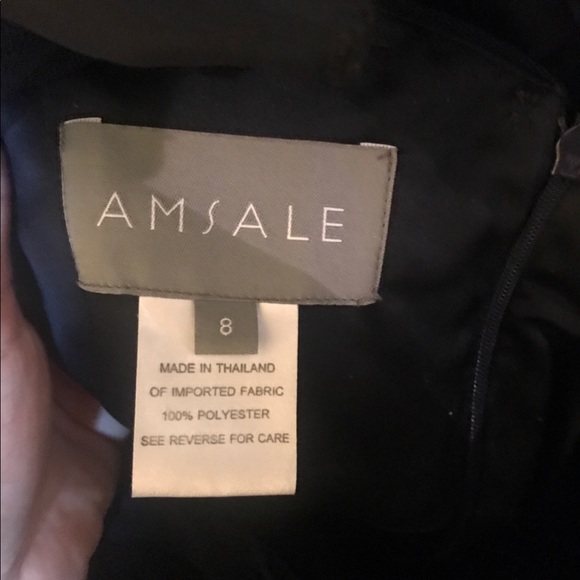 AMSALE
8
MADE IN THAILAND
OF IMPORTED FABRIC
100% POLYESTER
SEE REVERSE FOR CARE